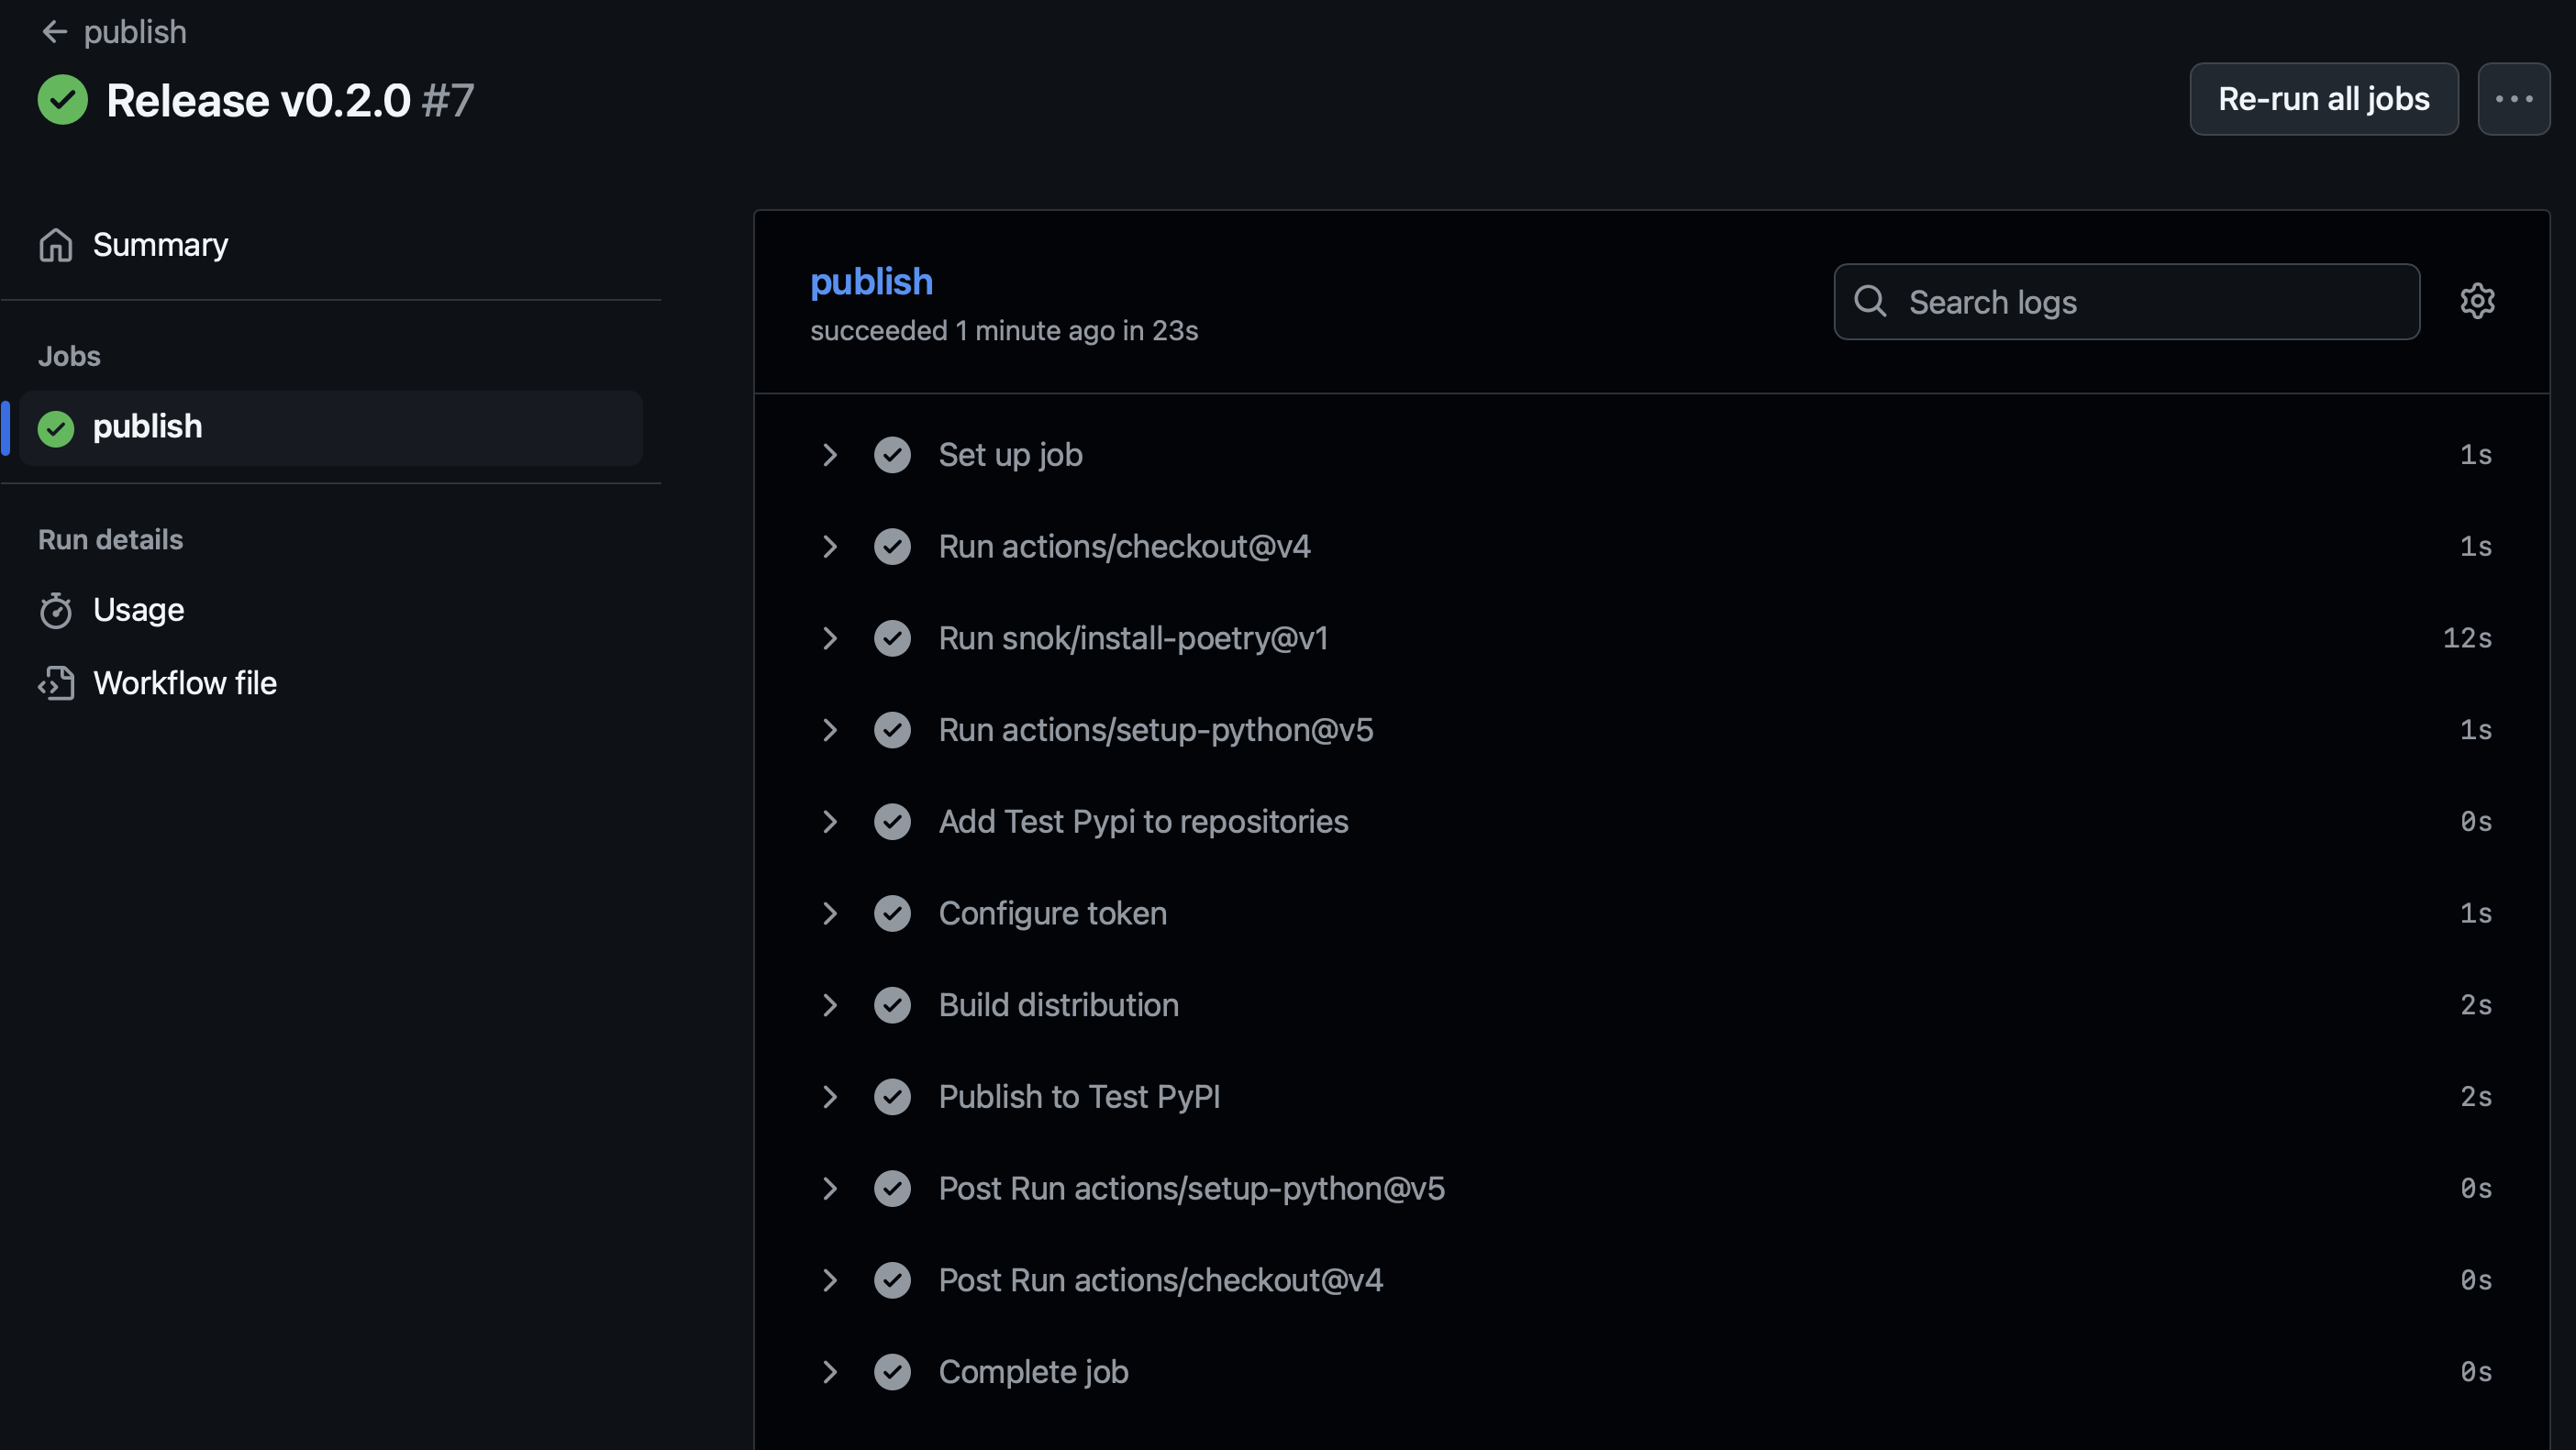 publish
Release v0.2.0 #7
Re-run all jobs
Summary
Jobs
publish
Run details
Usage
Workflow file
publish
succeeded 1 minute ago in 23s
Search logs
Set up job 1s
Run actions/checkout@v4 1s
Run snok/install-poetry@v1 12s
Run actions/setup-python@v5 1s
Add Test Pypi to repositories 0s
Configure token 1s
Build distribution 2s
Publish to Test PyPI 2s
Post Run actions/setup-python@v5 0s
Post Run actions/checkout@v4 0s
Complete job 0s